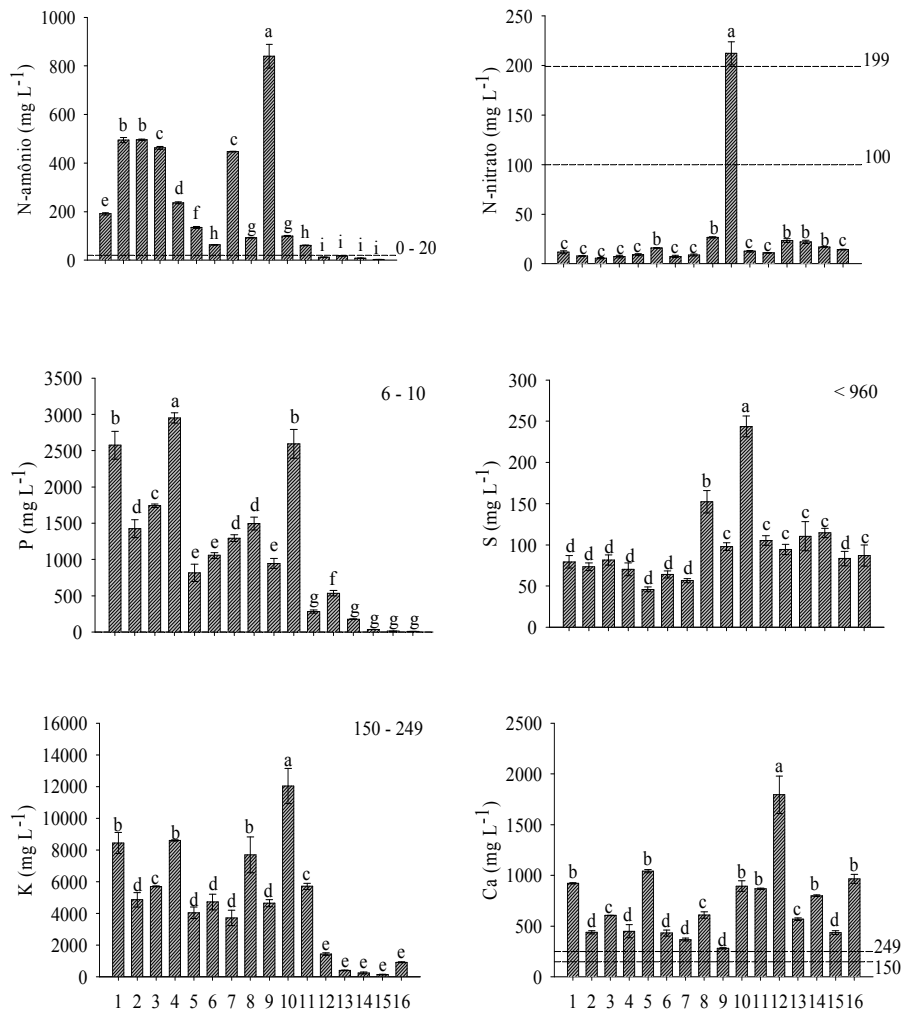 N-amônio (mg L-1)
1000
800
600
400
200
0
e b b c d f h c g a g h i i i i
0 - 20
N-nitrato (mg L-1)
250
200
150
100
50
0
c c c c c b c c b a c c b b b c
199
100
P (mg L-1)
3500
3000
2500
2000
1500
1000
500
0
b d c a e e d d e b g f g g g g
6 - 10
S (mg L-1)
300
250
200
150
100
50
0
d d d d d d d b c a c c c c c c
< 960
K (mg L-1)
16000
14000
12000
10000
8000
6000
4000
2000
0
b d c b d d d b d a c e e e e e
150 - 249
1 2 3 4 5 6 7 8 9 10 11 12 13 14 15 16
Ca (mg L-1)
2500
2000
1500
1000
500
0
b d c d b d d c d b b a c b d b
249
150
1 2 3 4 5 6 7 8 9 10 11 12 13 14 15 16